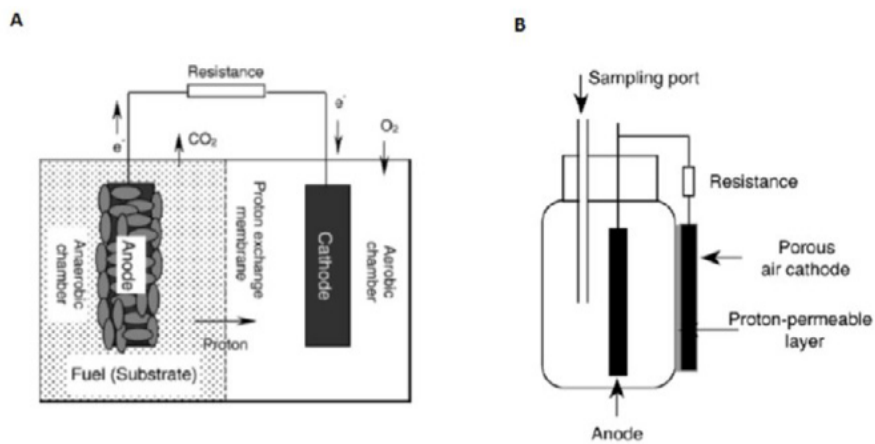 A
Resistance
e-
CO2
e-
O2
Anaerobic
chamber
Anode
Proton exchange
membrane
Cathode
Aerobic
chamber
Proton
Fuel (Substrate)
B
Sampling port
Resistance
Porous
air cathode
Proton-permeable
layer
Anode